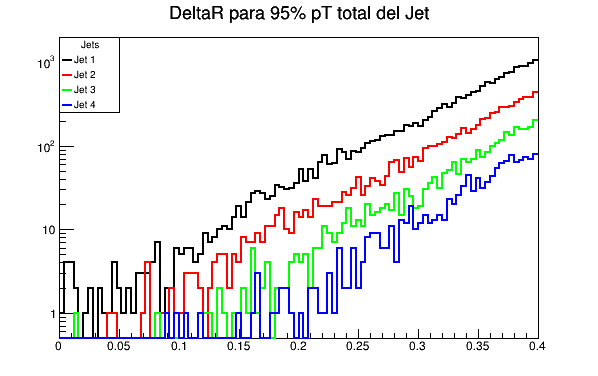 DeltaR para 95% pT total del Jet
Jets
Jet 1
Jet 2
Jet 3
Jet 4
10³
10²
10
1
0 0.05 0.1 0.15 0.2 0.25 0.3 0.35 0.4